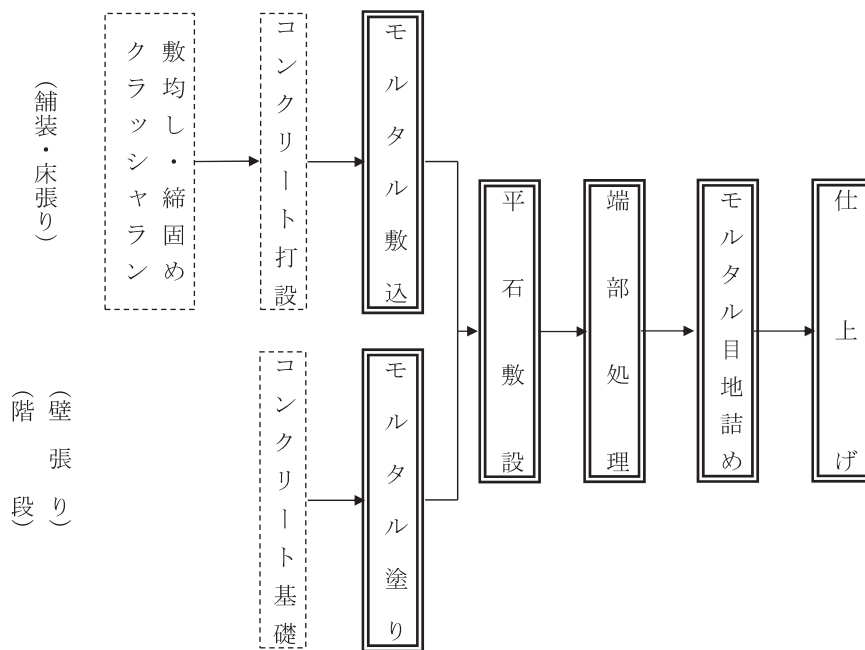 （舗装・床張り）
敷均し・締固め
クラッシャラン
コンクリート打設
モルタル敷込
（壁張り）
（階段）
コンクリート基礎
モルタル塗り
平石敷設
端部処理
モルタル目地詰め
仕上げ